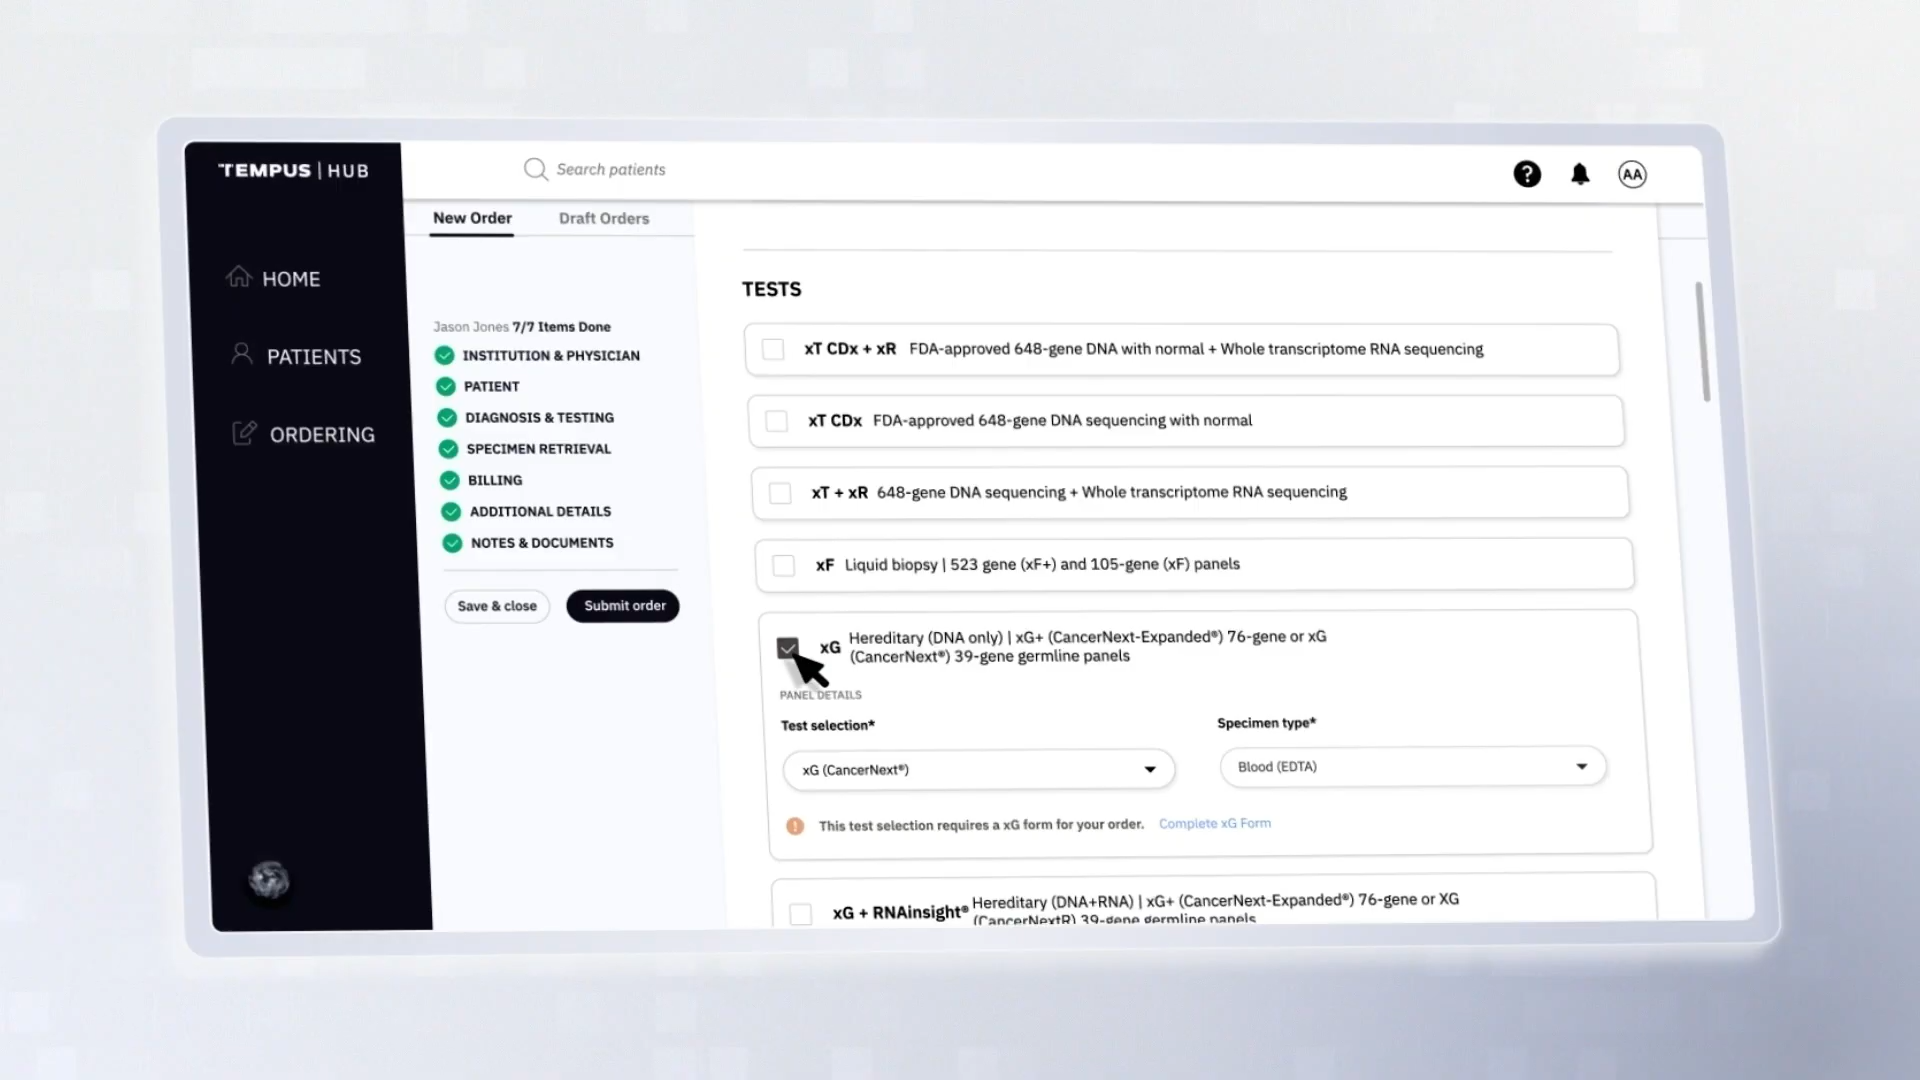 TEMPUS | HUB
Search patients
?
AA
HOME
PATIENTS
ORDERING
New Order
Draft Orders
Jason Jones 7/7 Items Done
INSTITUTION & PHYSICIAN
PATIENT
DIAGNOSIS & TESTING
SPECIMEN RETRIEVAL
BILLING
ADDITIONAL DETAILS
NOTES & DOCUMENTS
Save & close
Submit order
TESTS
xT CDx + xR FDA-approved 648-gene DNA with normal + Whole transcriptome RNA sequencing
xT CDx FDA-approved 648-gene DNA sequencing with normal
xT + xR 648-gene DNA sequencing + Whole transcriptome RNA sequencing
xF Liquid biopsy | 523 gene (xF+) and 105-gene (xF) panels
xG Hereditary (DNA only) | xG+ (CancerNext-Expanded®) 76-gene or xG
(CancerNext®) 39-gene germline panels
PANEL DETAILS
Test selection*
Specimen type*
xG (CancerNext®)
Blood (EDTA)
! This test selection requires a xG form for your order. Complete xG Form
xG + RNAinsight® Hereditary (DNA+RNA) | xG+ (CancerNext-Expanded®) 76-gene or XG
(CancerNextR) 39-gene germline panels